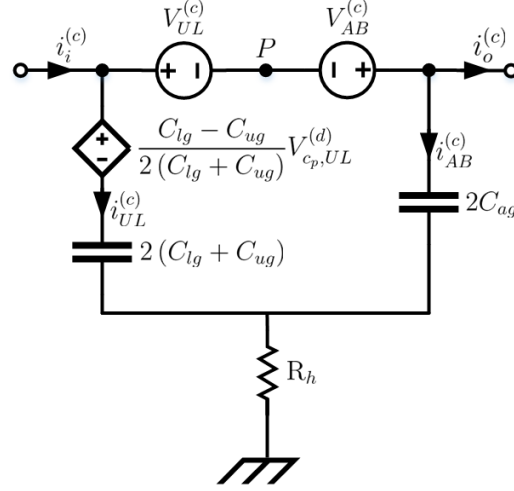 V_{UL}^{(c)}
V_{AB}^{(c)}
i_i^{(c)}
P
i_o^{(c)}
+ −
− +
+
-
\frac{C_{lg} - C_{ug}}{2 (C_{lg} + C_{ug})} V_{c_p,UL}^{(d)}
i_{AB}^{(c)}
i_{UL}^{(c)}
2C_{ag}
2 (C_{lg} + C_{ug})
R_h